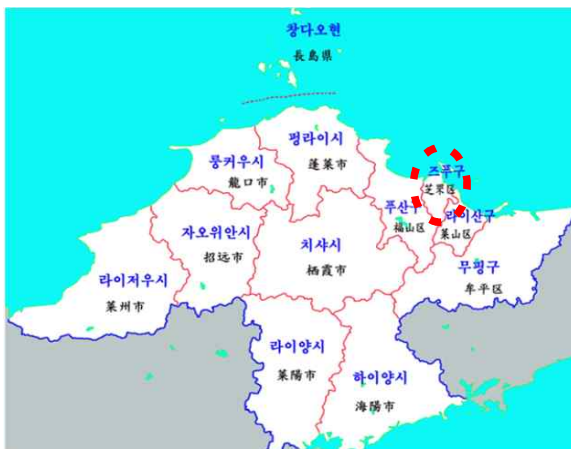 창다오현
長島県
펑라이시
蓬莱市
룽커우시
龍口市
즈푸구
芝罘区
푸산구
福山区
라이산구
莱山区
자오위안시
招远市
치샤시
栖霞市
무핑구
牟平区
라이저우시
莱州市
라이양시
莱陽市
하이양시
海陽市